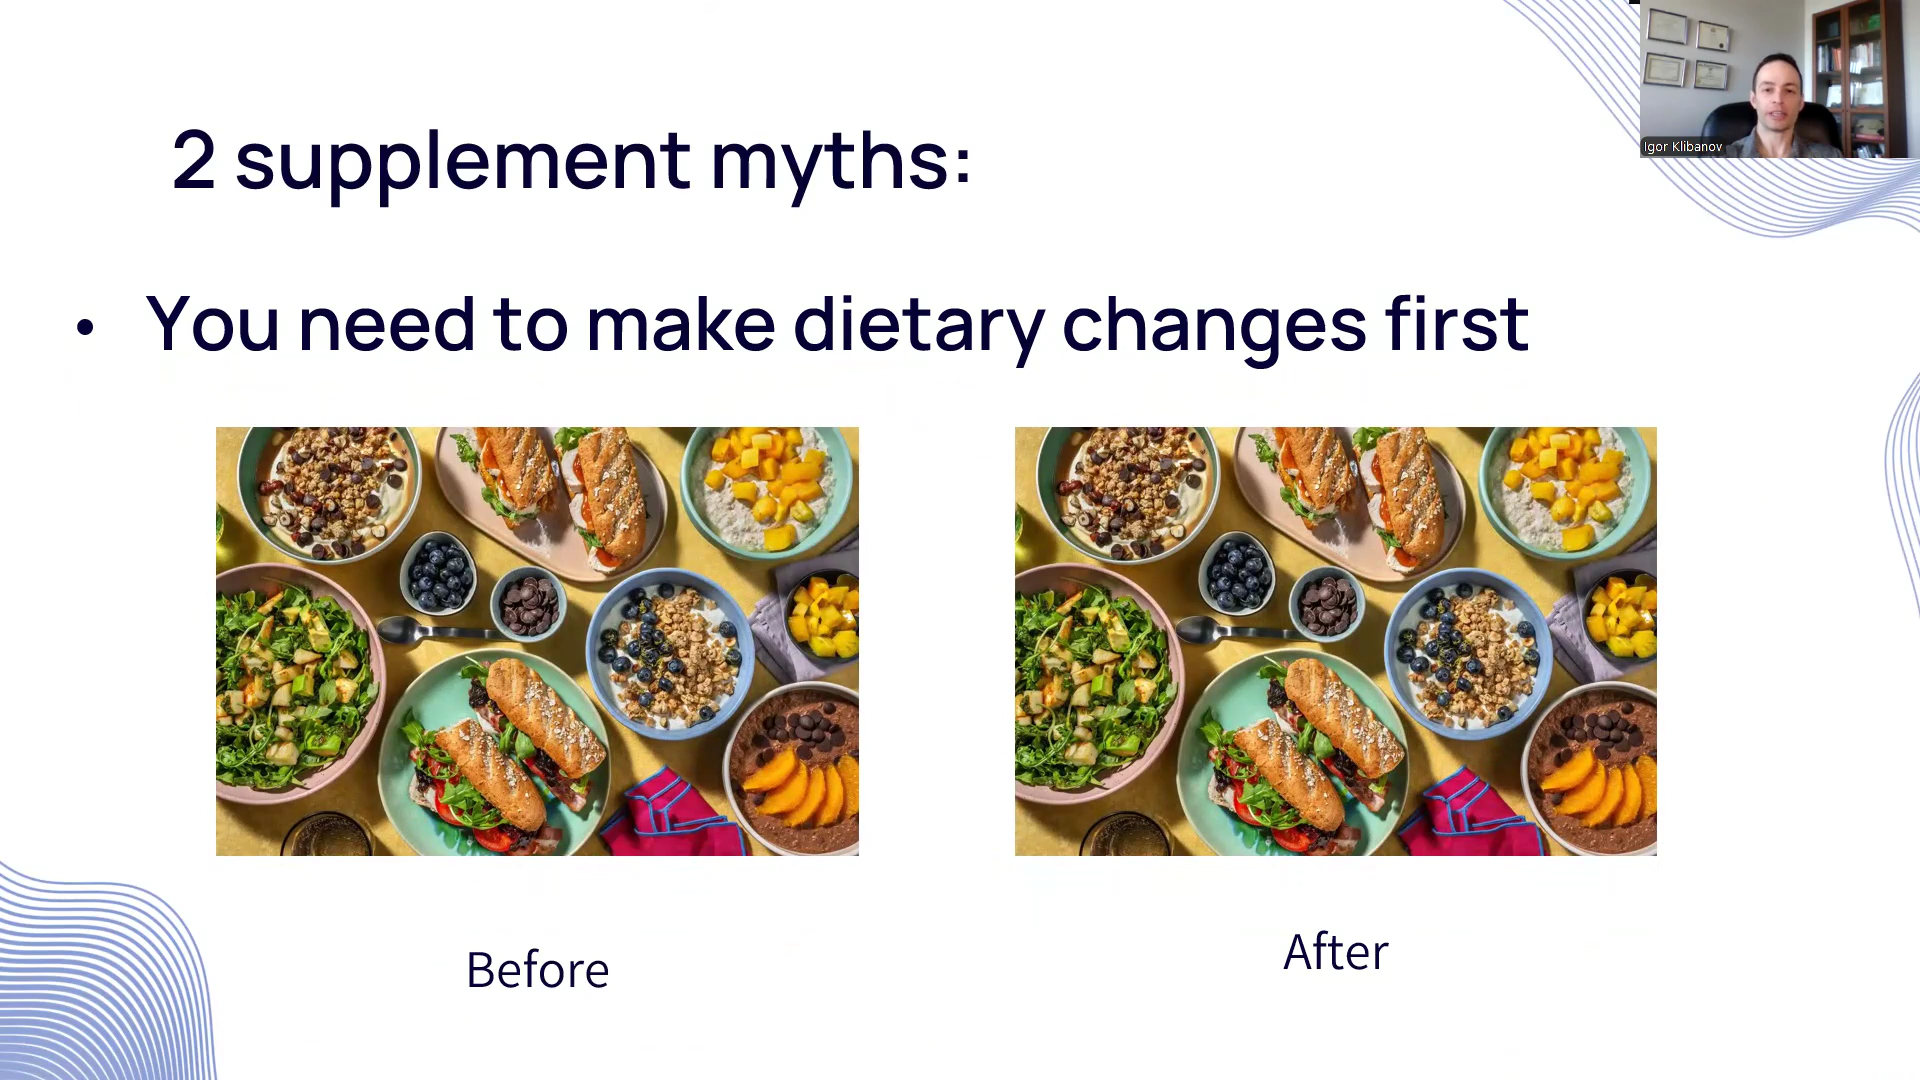 Igor Klibanov
2 supplement myths:
• You need to make dietary changes first
Before
After